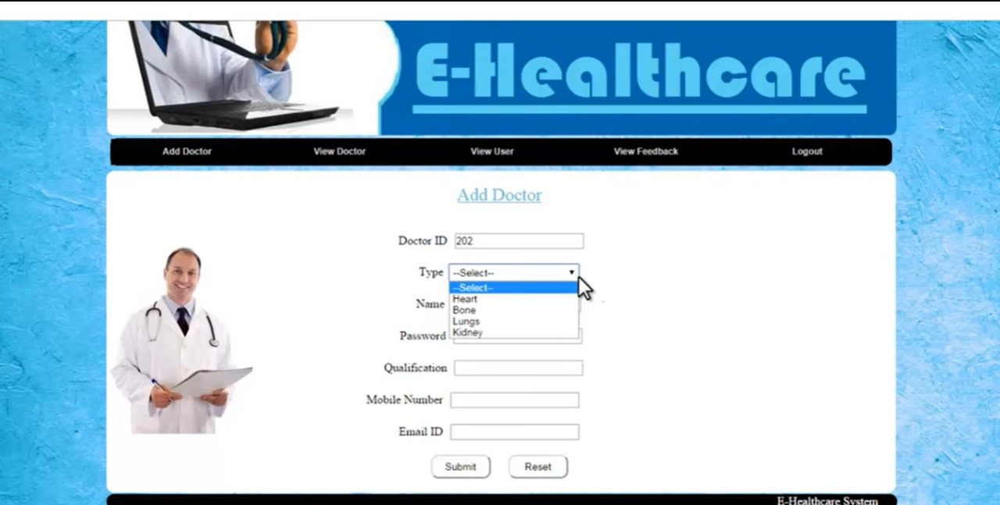 E-Healthcare
Add Doctor View Doctor View User View Feedback Logout
Add Doctor
Doctor ID 202
Type --Select--
--Select--
Heart
Name
Bone
Lungs
Kidney
Password
Qualification
Mobile Number
Email ID
Submit Reset
E-Healthcare System